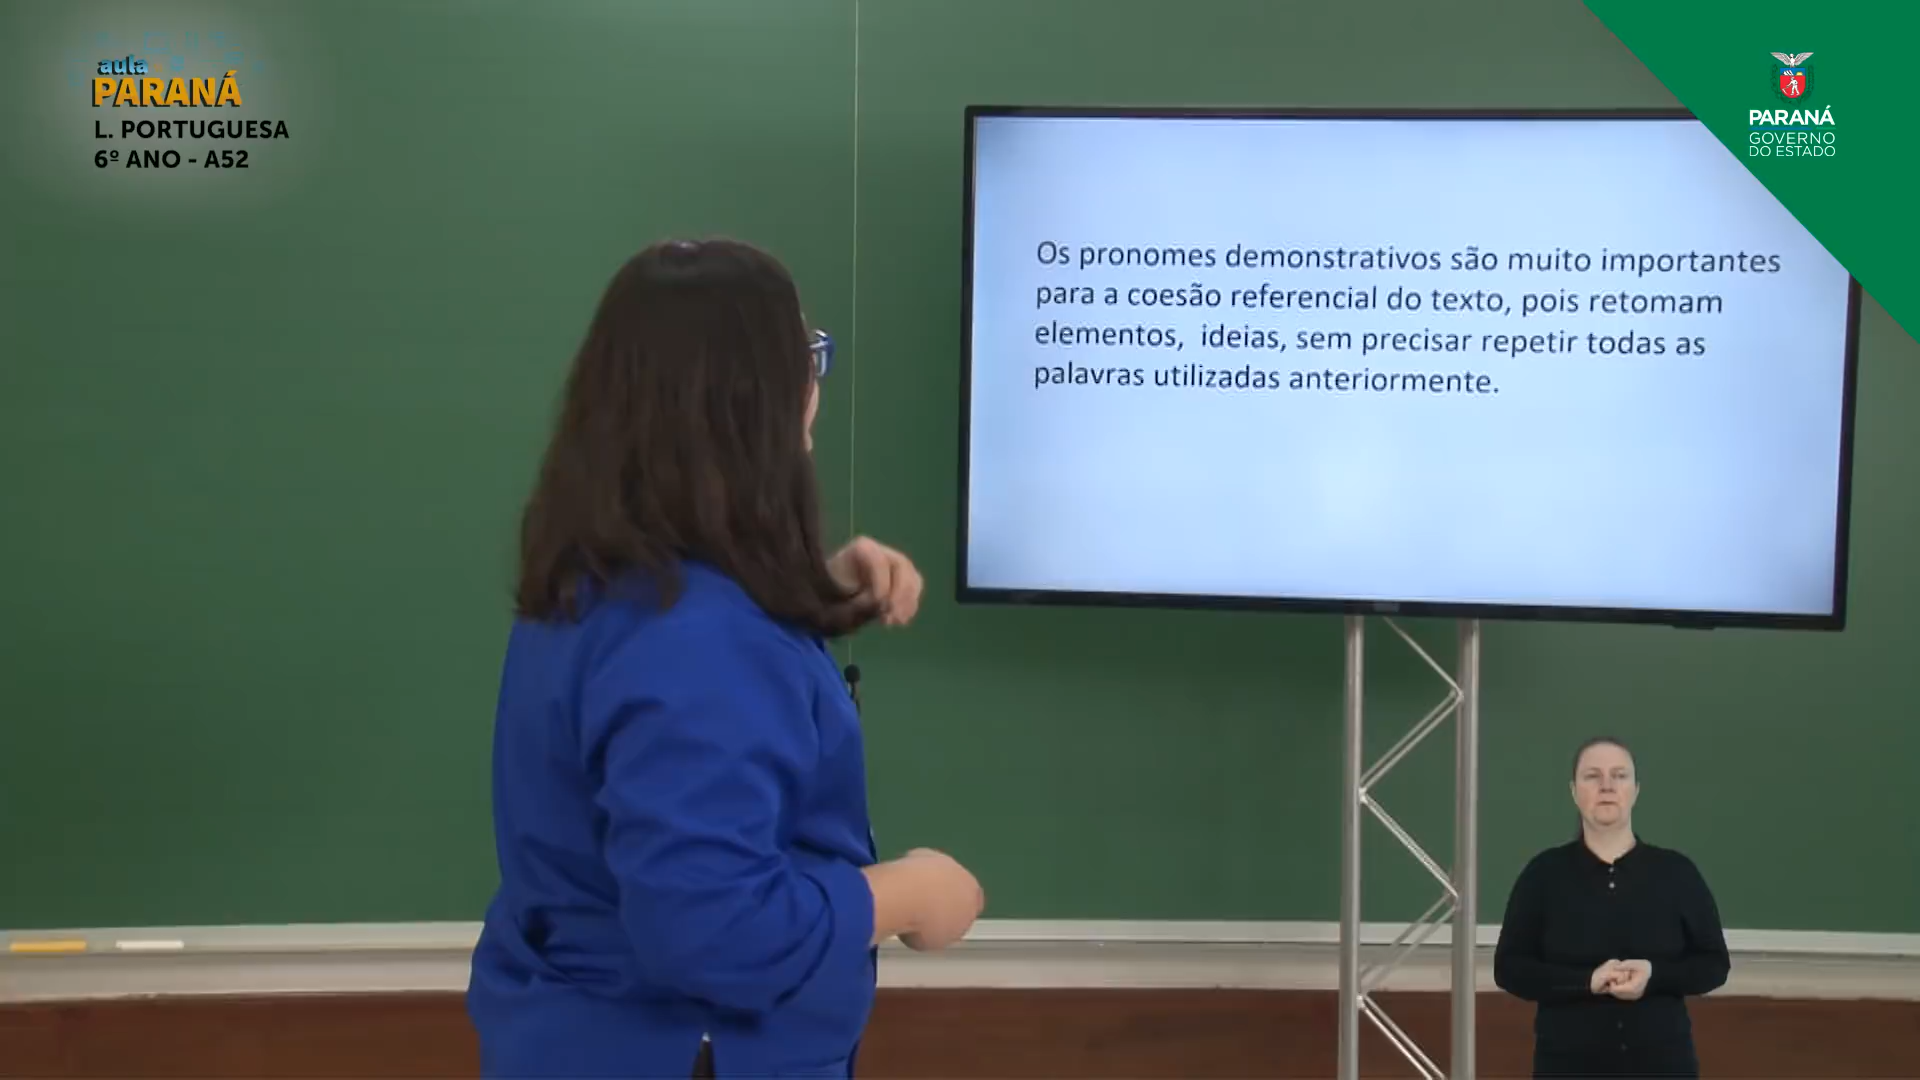 aula
PARANÁ
L. PORTUGUESA
6º ANO - A52
PARANÁ
GOVERNO
DO ESTADO
Os pronomes demonstrativos são muito importantes
para a coesão referencial do texto, pois retomam
elementos,  ideias, sem precisar repetir todas as
palavras utilizadas anteriormente.